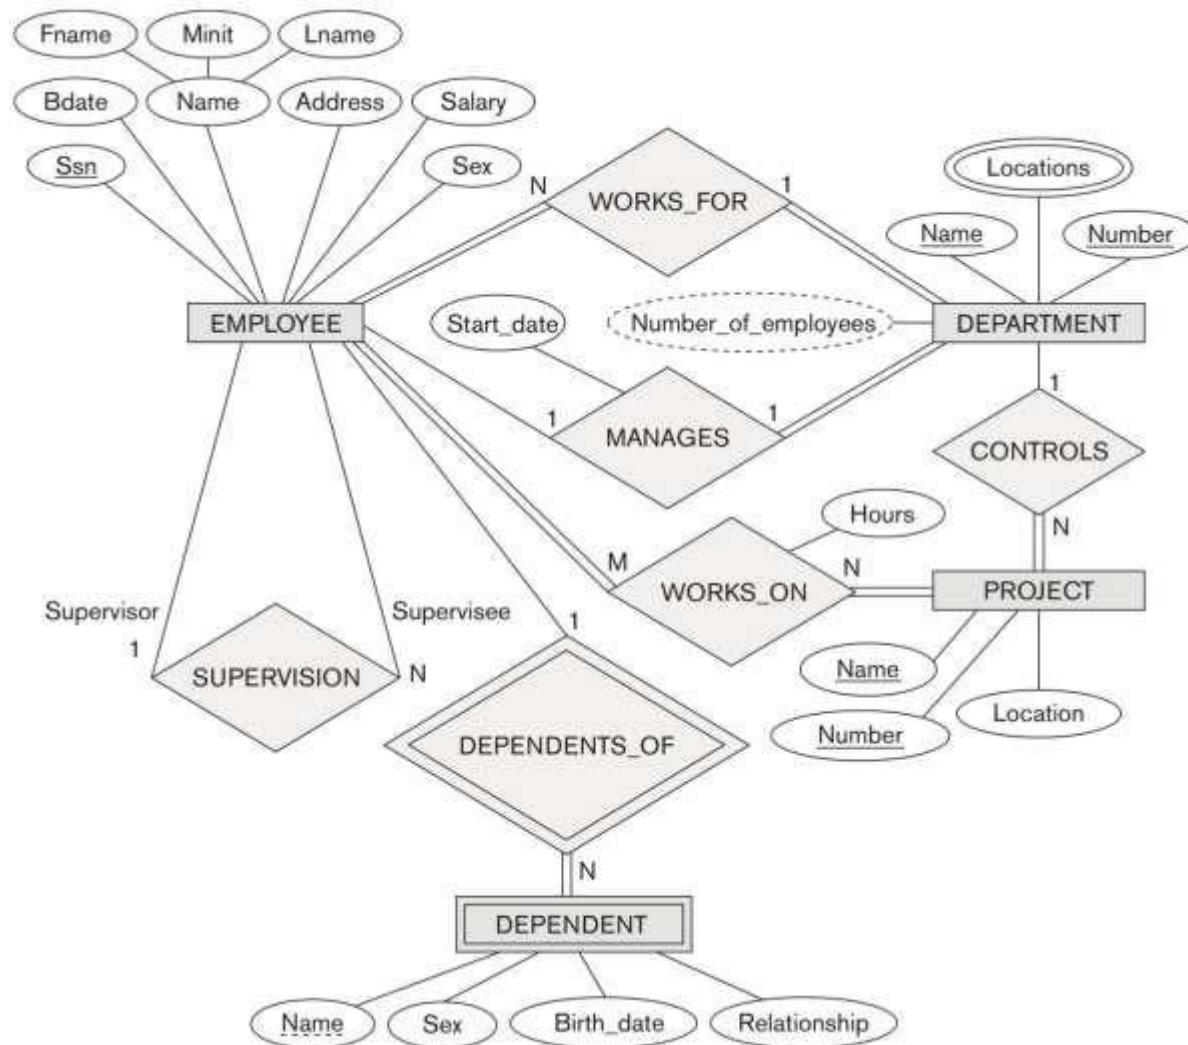 Fname
Minit
Lname
Bdate
Name
Address
Salary
Ssn
Sex
N
WORKS_FOR
1
Locations
Name
Number
EMPLOYEE
Start_date
Number_of_employees
DEPARTMENT
1
MANAGES
1
1
CONTROLS
N
Hours
M
WORKS_ON
N
PROJECT
Name
Number
Location
Supervisor
1
Supervisee
N
SUPERVISION
1
DEPENDENTS_OF
N
DEPENDENT
Name
Sex
Birth_date
Relationship